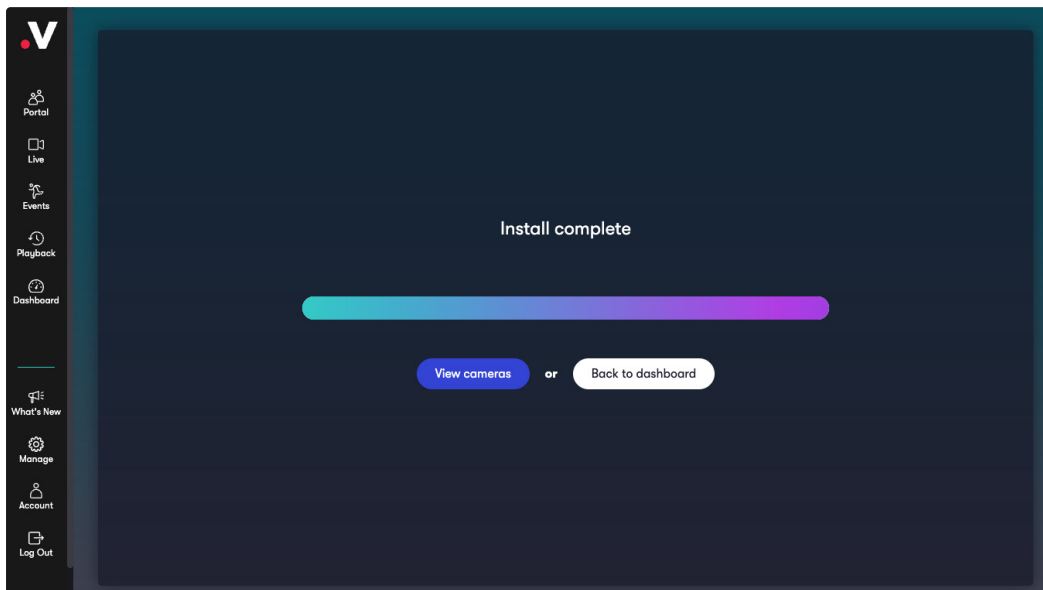 .V
Portal
Live
Events
Playback
Dashboard
What's New
Manage
Account
Log Out
Install complete
View cameras or Back to dashboard